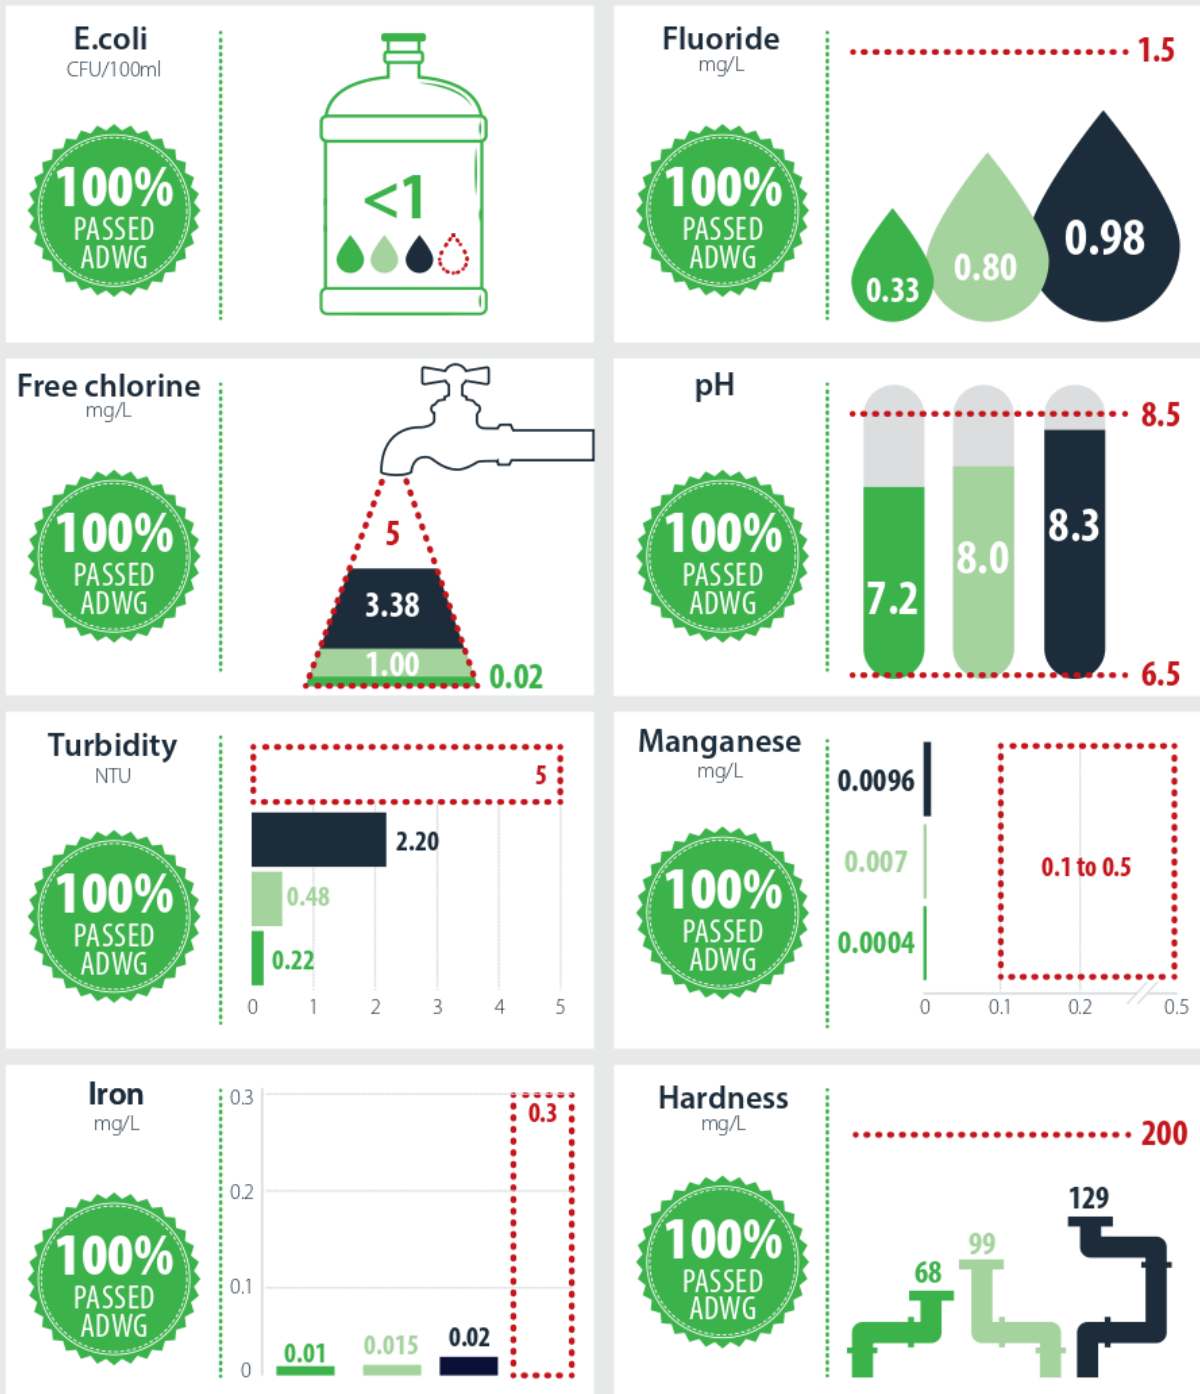 E.coli
CFU/100ml
100%
PASSED
ADWG
<1
Fluoride
mg/L
100%
PASSED
ADWG
1.5
0.33
0.80
0.98
Free chlorine
mg/L
100%
PASSED
ADWG
5
3.38
1.00
0.02
pH
100%
PASSED
ADWG
8.5
7.2
8.0
8.3
6.5
Turbidity
NTU
100%
PASSED
ADWG
5
2.20
0.48
0.22
0 1 2 3 4 5
Manganese
mg/L
100%
PASSED
ADWG
0.0096
0.007
0.0004
0.1 to 0.5
0 0.1 0.2 0.5
Iron
mg/L
100%
PASSED
ADWG
0.3
0.2
0.1
0
0.01
0.015
0.02
0.3
Hardness
mg/L
100%
PASSED
ADWG
200
68
99
129